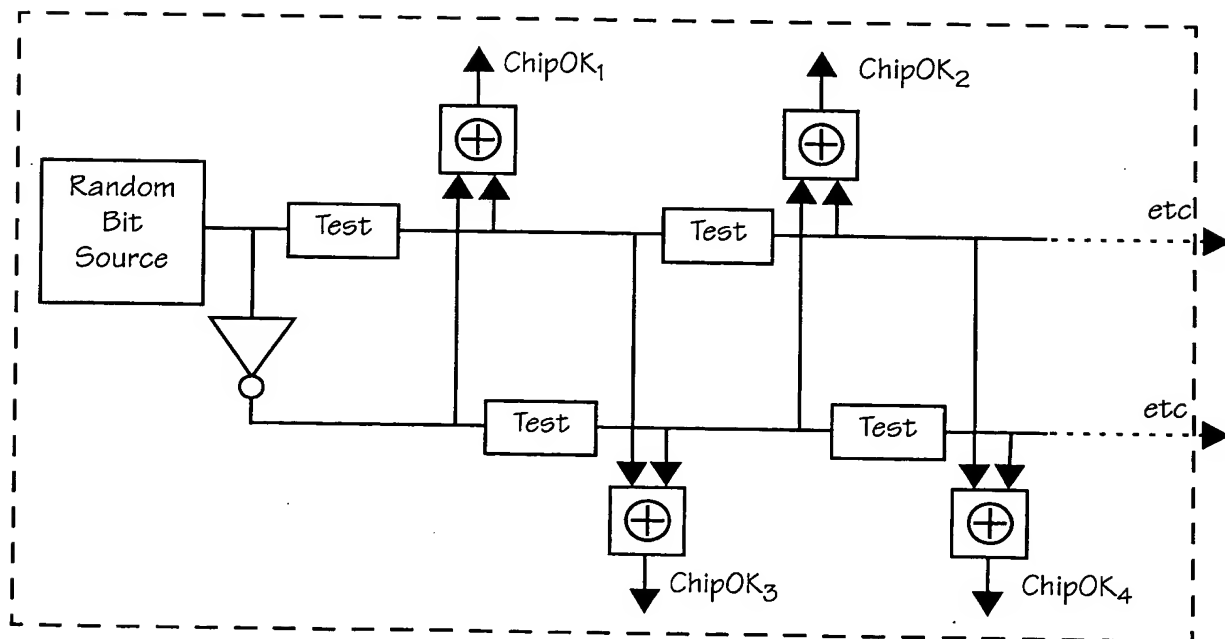 ChipOK1
ChipOK2
Random
Bit
Source
Test
Test
etc
Test
Test
etc
ChipOK3
ChipOK4